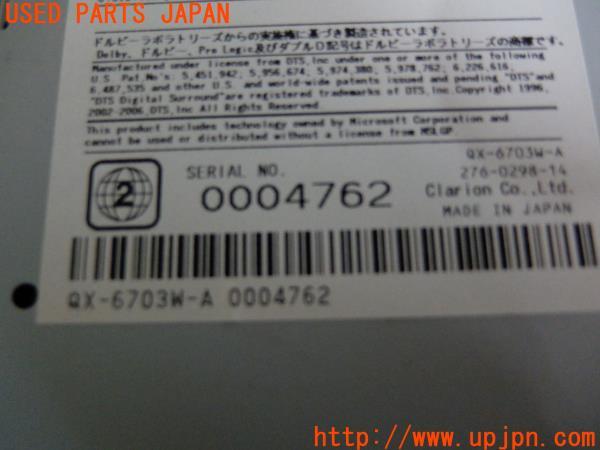 USED PARTS JAPAN
ドルビーラボラトリーズからの実施権に基づき製造されています。
Dolby、ドルビー、Pro Logic及びダブルD記号はドルビーラボラトリーズの商標です。
Manufactured under license from DTS,Inc under one or more of the following
U.S. Pat.No's: 5,451,942; 5,956,674; 5,974,380; 5,978,762; 6,226,616;
6,487,535 and other U.S. and world-wide patents issued and pending "DTS"and
"DTS Digital Surround"are registered trademarks of DTS,Inc.Copyright 1996,
2002-2006 DTS,Inc All Rights Reserved.
This product includes technology owned by Microsoft Corporation and
cannot be used or distributed without a license from MSLGP.
2
SERIAL NO.
0004762
QX-6703W-A
276-0298-14
Clarion Co.,Ltd.
MADE IN JAPAN
QX-6703W-A 0004762
中古部品
http://www.upjpn.com